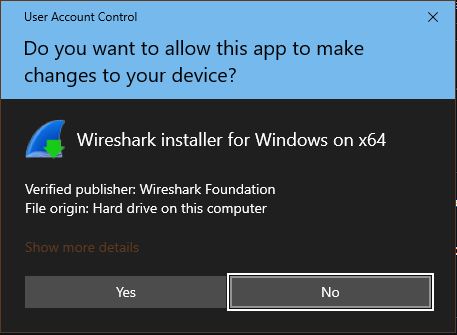 User Account Control
Do you want to allow this app to make
changes to your device?
Wireshark installer for Windows on x64
Verified publisher: Wireshark Foundation
File origin: Hard drive on this computer
Show more details
Yes
No